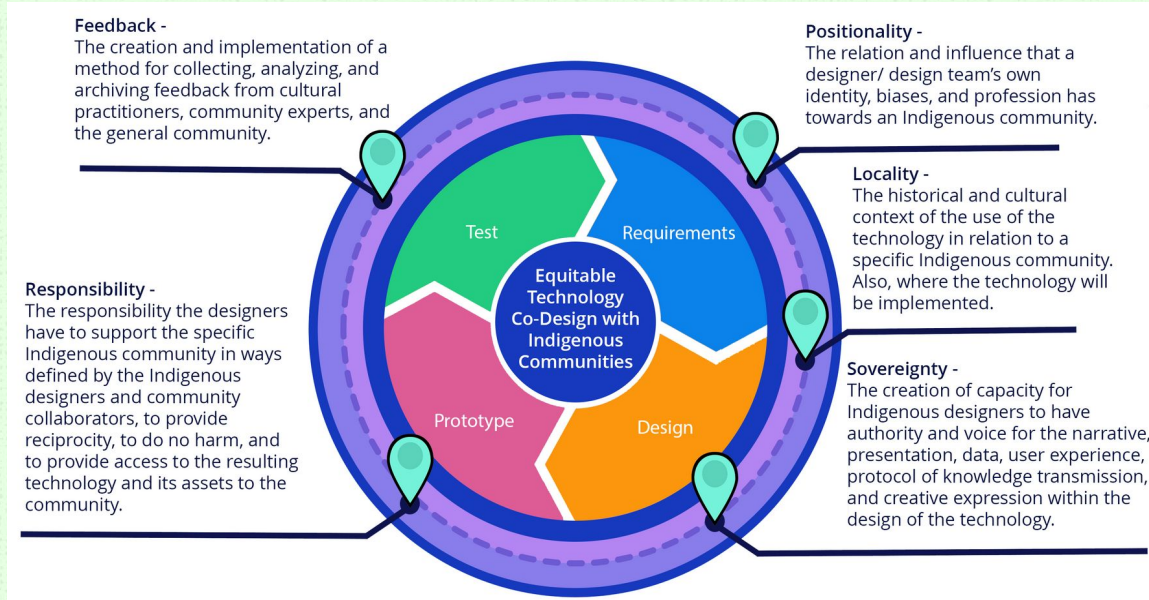 Feedback -
The creation and implementation of a
method for collecting, analyzing, and
archiving feedback from cultural
practitioners, community experts, and
the general community.
Positionality -
The relation and influence that a
designer/ design team's own
identity, biases, and profession has
towards an Indigenous community.
Locality -
The historical and cultural
context of the use of the
technology in relation to a
specific Indigenous community.
Also, where the technology will
be implemented.
Responsibility -
The responsibility the designers
have to support the specific
Indigenous community in ways
defined by the Indigenous
designers and community
collaborators, to provide
reciprocity, to do no harm, and
to provide access to the resulting
technology and its assets to the
community.
Sovereignty -
The creation of capacity for
Indigenous designers to have
authority and voice for the narrative,
presentation, data, user experience,
protocol of knowledge transmission,
and creative expression within the
design of the technology.
Test
Requirements
Equitable
Technology
Co-Design with
Indigenous
Communities
Prototype
Design